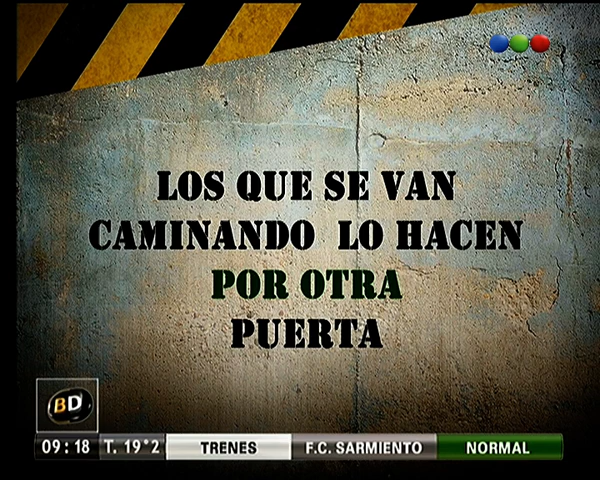 LOS QUE SE VAN
CAMINANDO LO HACEN
POR OTRA
PUERTA
BD
09:18 T. 19°2 TRENES F.C. SARMIENTO NORMAL